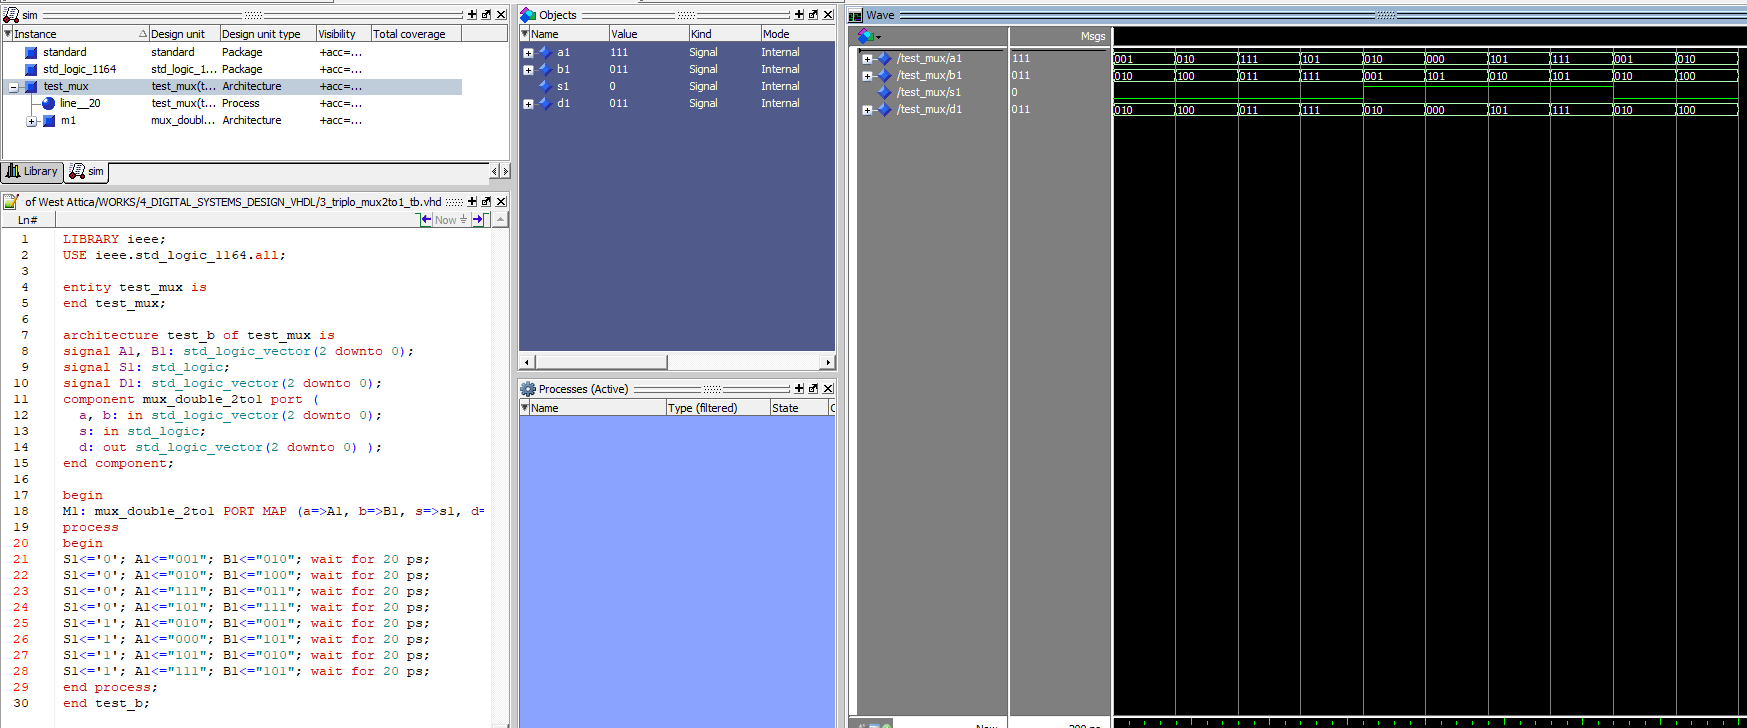 sim
Instance Design unit Design unit type Visibility Total coverage
standard standard Package +acc=...
std_logic_1164 std_logic_1... Package +acc=...
test_mux test_mux(t... Architecture +acc=...
line__20 test_mux(t... Process +acc=...
m1 mux_doubl... Architecture +acc=...
Library sim
of West Attica/WORKS/4_DIGITAL_SYSTEMS_DESIGN_VHDL/3_triplo_mux2to1_tb.vhd
Ln# Now
1 LIBRARY ieee;
2 USE ieee.std_logic_1164.all;
3
4 entity test_mux is
5 end test_mux;
6
7 architecture test_b of test_mux is
8 signal A1, B1: std_logic_vector(2 downto 0);
9 signal S1: std_logic;
10 signal D1: std_logic_vector(2 downto 0);
11 component mux_double_2to1 port (
12 a, b: in std_logic_vector(2 downto 0);
13 s: in std_logic;
14 d: out std_logic_vector(2 downto 0) );
15 end component;
16
17 begin
18 M1: mux_double_2to1 PORT MAP (a=>A1, b=>B1, s=>s1, d=
19 process
20 begin
21 S1<='0'; A1<="001"; B1<="010"; wait for 20 ps;
22 S1<='0'; A1<="010"; B1<="100"; wait for 20 ps;
23 S1<='0'; A1<="111"; B1<="011"; wait for 20 ps;
24 S1<='0'; A1<="101"; B1<="111"; wait for 20 ps;
25 S1<='1'; A1<="010"; B1<="001"; wait for 20 ps;
26 S1<='1'; A1<="000"; B1<="101"; wait for 20 ps;
27 S1<='1'; A1<="101"; B1<="010"; wait for 20 ps;
28 S1<='1'; A1<="111"; B1<="101"; wait for 20 ps;
29 end process;
30 end test_b;
Objects
Name Value Kind Mode
a1 111 Signal Internal
b1 011 Signal Internal
s1 0 Signal Internal
d1 011 Signal Internal
Processes (Active)
Name Type (filtered) State
Wave
Msgs
/test_mux/a1 111 001 010 111 101 010 000 101 111 001 010
/test_mux/b1 011 010 100 011 111 001 101 010 101 010 100
/test_mux/s1 0
/test_mux/d1 011 010 100 011 111 010 000 101 111 010 100